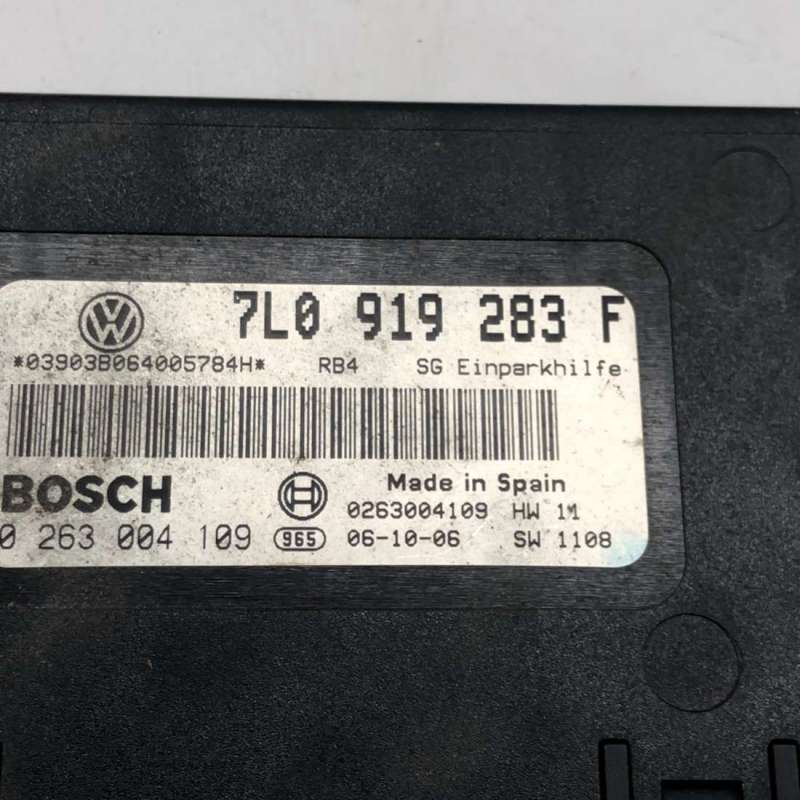 7L0 919 283 F
*03903B064005784H* RB4 SG Einparkhilfe
BOSCH Made in Spain
0263004109 HW 11
0 263 004 109 965 06-10-06 SW 1108